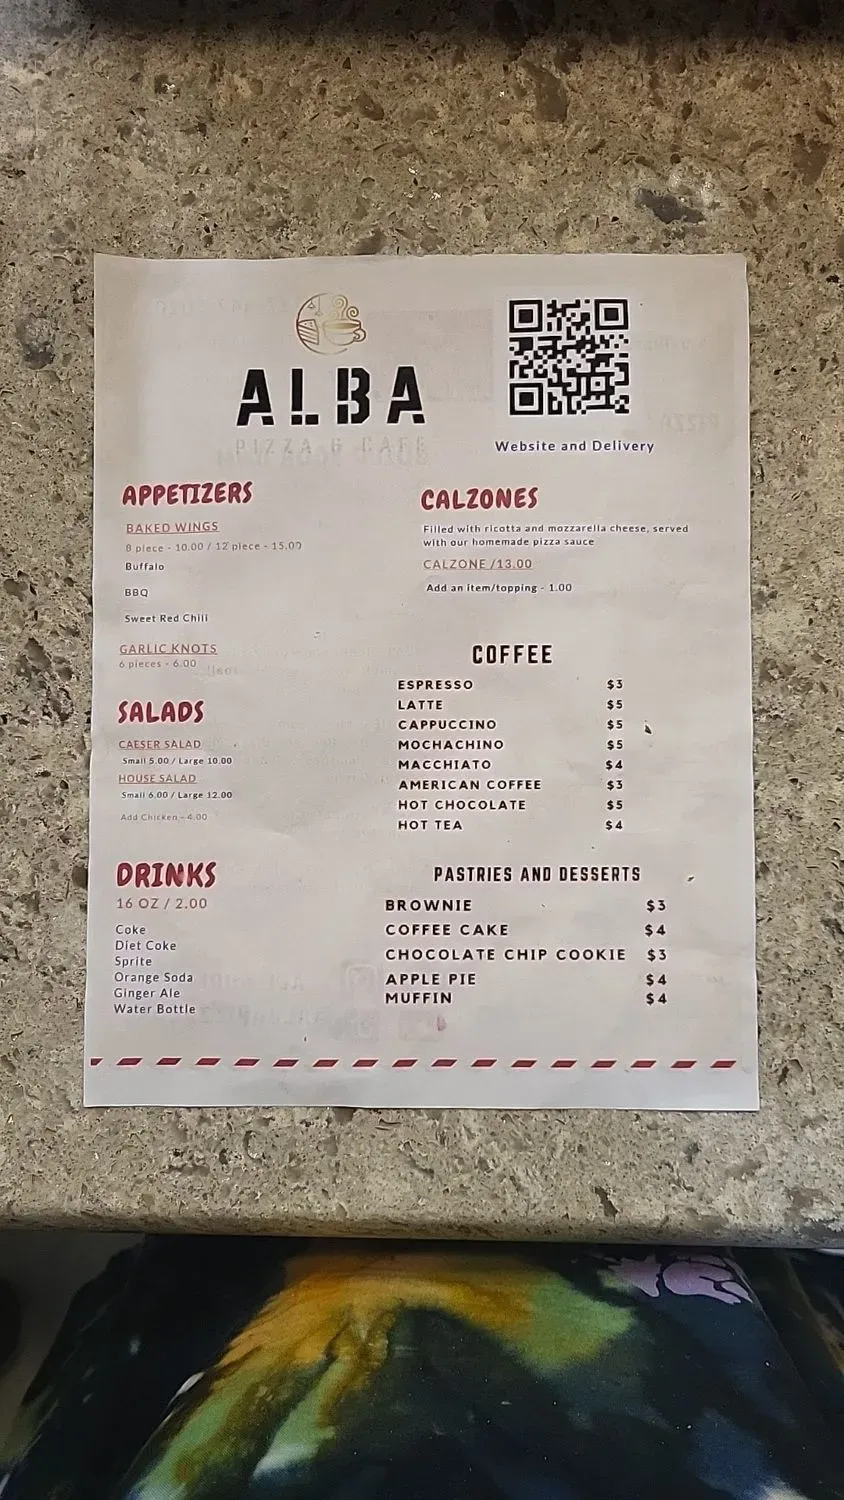 ALBA
PIZZA & CAFE
Website and Delivery
APPETIZERS
BAKED WINGS
8 piece - 10.00 / 12 piece - 15.00
Buffalo
BBQ
Sweet Red Chili
GARLIC KNOTS
6 pieces - 6.00
SALADS
CAESER SALAD
Small 5.00 / Large 10.00
HOUSE SALAD
Small 6.00 / Large 12.00
Add Chicken - 4.00
DRINKS
16 OZ / 2.00
Coke
Diet Coke
Sprite
Orange Soda
Ginger Ale
Water Bottle
CALZONES
Filled with ricotta and mozzarella cheese, served
with our homemade pizza sauce
CALZONE /13.00
Add an item/topping - 1.00
COFFEE
ESPRESSO $3
LATTE $5
CAPPUCCINO $5
MOCHACHINO $5
MACCHIATO $4
AMERICAN COFFEE $3
HOT CHOCOLATE $5
HOT TEA $4
PASTRIES AND DESSERTS
BROWNIE $3
COFFEE CAKE $4
CHOCOLATE CHIP COOKIE $3
APPLE PIE $4
MUFFIN $4